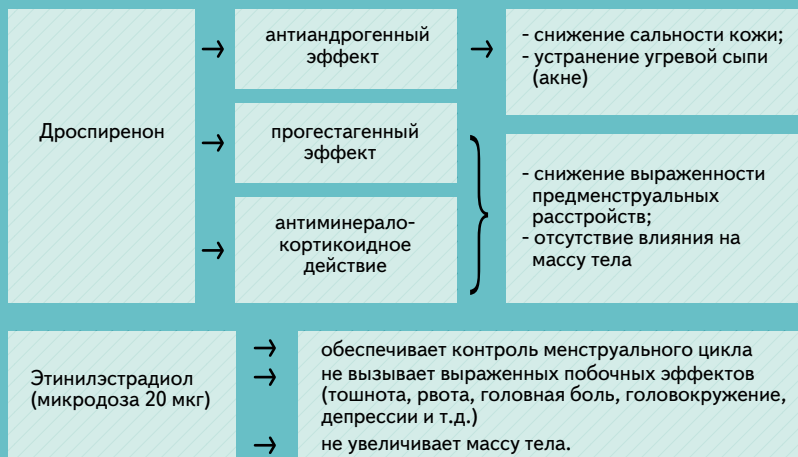 Дроспиренон
→ антиандрогенный
эффект
→ - снижение сальности кожи;
- устранение угревой сыпи
(акне)
→ прогестагенный
эффект
→ антиминерало-
кортикоидное
действие
- снижение выраженности
предменструальных
расстройств;
- отсутствие влияния на
массу тела
Этинилэстрадиол
(микродоза 20 мкг)
→ обеспечивает контроль менструального цикла
→ не вызывает выраженных побочных эффектов
(тошнота, рвота, головная боль, головокружение,
депрессии и т.д.)
→ не увеличивает массу тела.